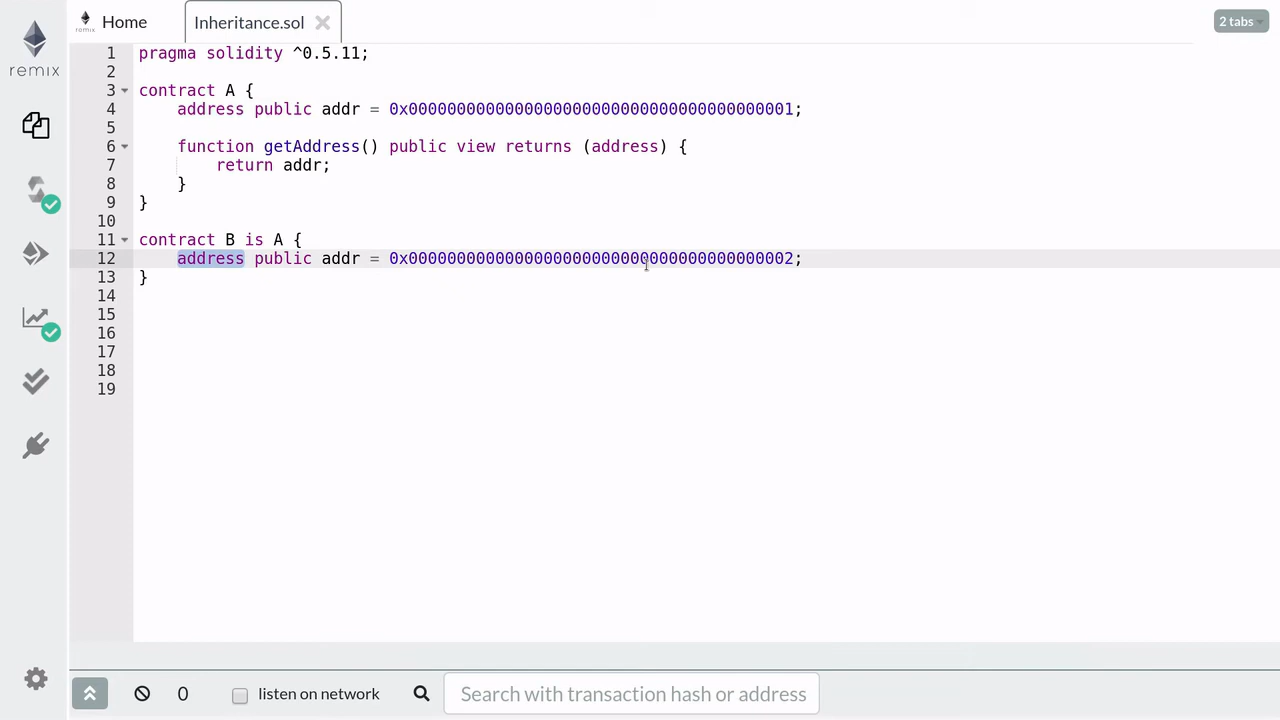 remix
Home
Inheritance.sol
2 tabs
1 pragma solidity ^0.5.11;
2
3 contract A {
4 address public addr = 0x0000000000000000000000000000000000000001;
5
6 function getAddress() public view returns (address) {
7 return addr;
8 }
9 }
10
11 contract B is A {
12 address public addr = 0x0000000000000000000000000000000000000002;
13 }
14
15
16
17
18
19
0 listen on network Search with transaction hash or address